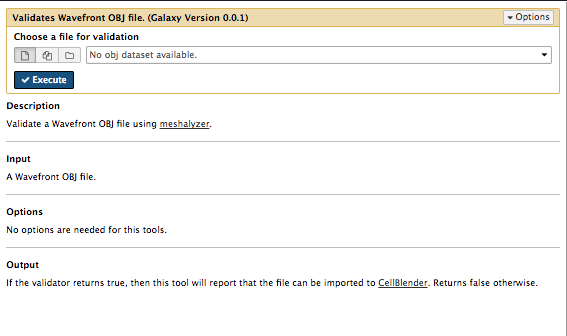 Validates Wavefront OBJ file. (Galaxy Version 0.0.1)
Options
Choose a file for validation
No obj dataset available.
Execute
Description
Validate a Wavefront OBJ file using meshalyzer.
Input
A Wavefront OBJ file.
Options
No options are needed for this tools.
Output
If the validator returns true, then this tool will report that the file can be imported to CellBlender. Returns false otherwise.